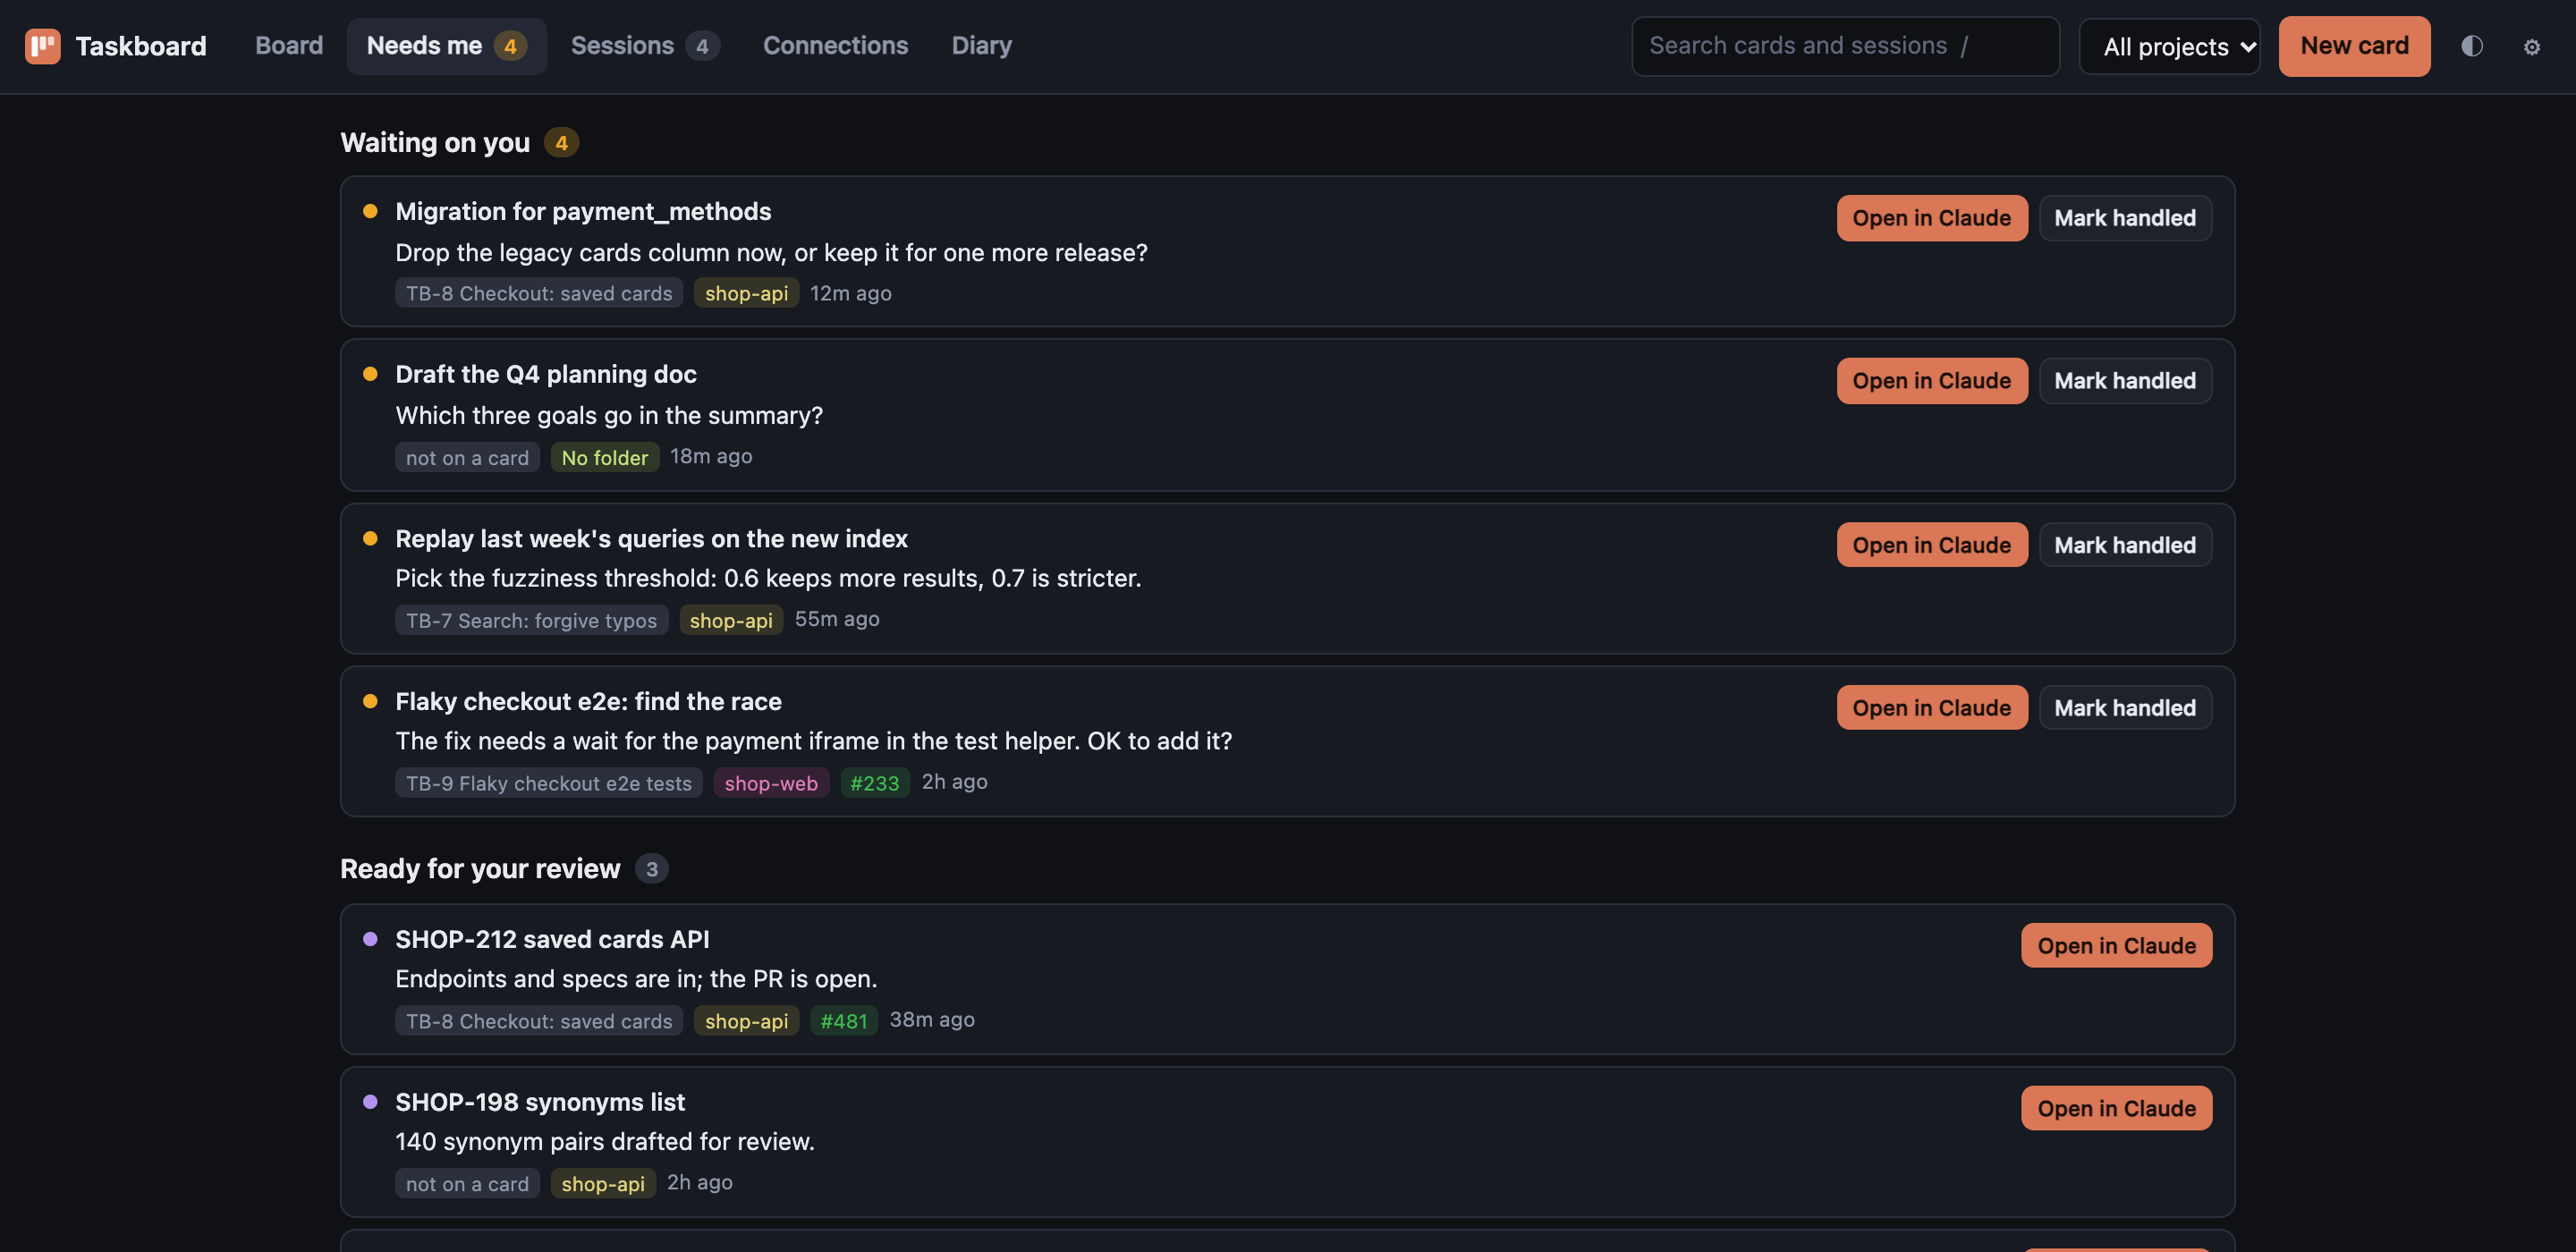 Taskboard
Board
Needs me 4
Sessions 4
Connections
Diary
Search cards and sessions /
All projects
New card
Waiting on you 4
Migration for payment_methods
Open in Claude
Mark handled
Drop the legacy cards column now, or keep it for one more release?
TB-8 Checkout: saved cards shop-api 12m ago
Draft the Q4 planning doc
Open in Claude
Mark handled
Which three goals go in the summary?
not on a card No folder 18m ago
Replay last week's queries on the new index
Open in Claude
Mark handled
Pick the fuzziness threshold: 0.6 keeps more results, 0.7 is stricter.
TB-7 Search: forgive typos shop-api 55m ago
Flaky checkout e2e: find the race
Open in Claude
Mark handled
The fix needs a wait for the payment iframe in the test helper. OK to add it?
TB-9 Flaky checkout e2e tests shop-web #233 2h ago
Ready for your review 3
SHOP-212 saved cards API
Open in Claude
Endpoints and specs are in; the PR is open.
TB-8 Checkout: saved cards shop-api #481 38m ago
SHOP-198 synonyms list
Open in Claude
140 synonym pairs drafted for review.
not on a card shop-api 2h ago